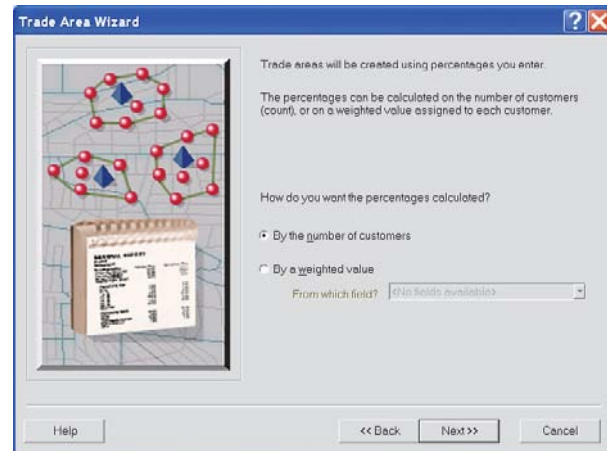 Trade Area Wizard
?
X
Trade areas will be created using percentages you enter.
The percentages can be calculated on the number of customers
(count), or on a weighted value assigned to each customer.
How do you want the percentages calculated?
By the number of customers
By a weighted value
From which field? <No fields available>
Help
<< Back
Next >>
Cancel